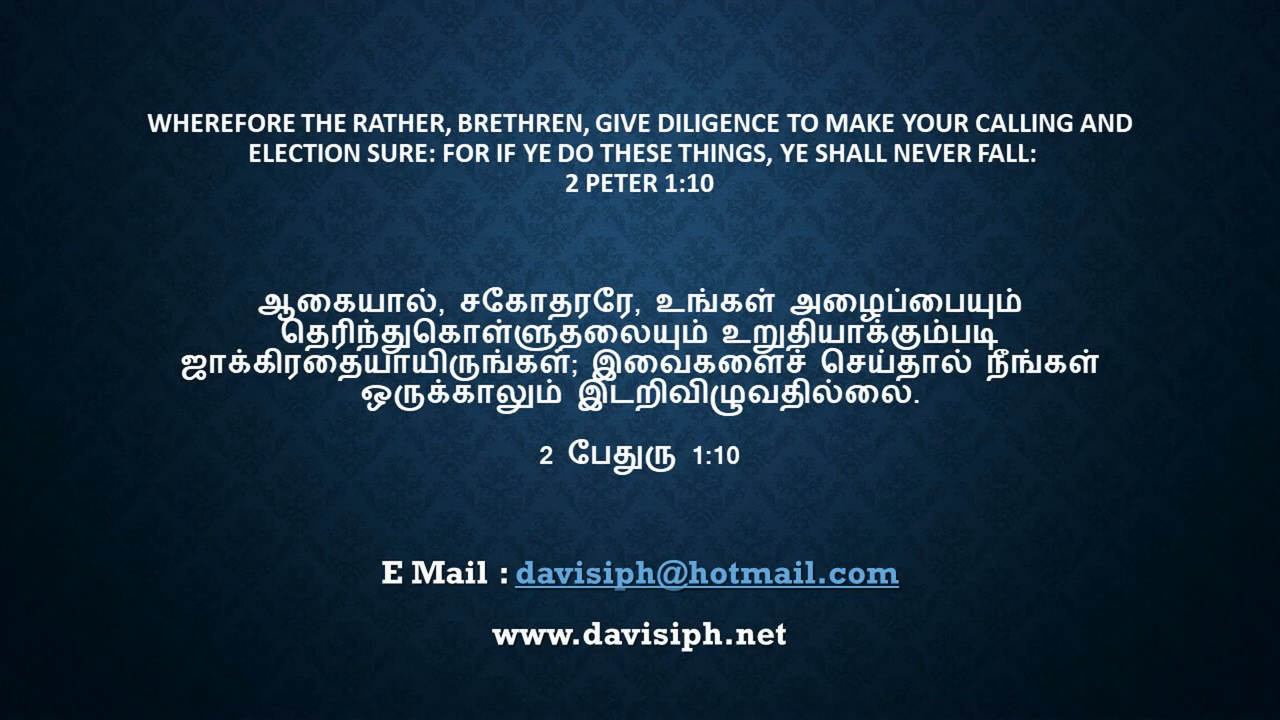 WHEREFORE THE RATHER, BRETHREN, GIVE DILIGENCE TO MAKE YOUR CALLING AND
ELECTION SURE: FOR IF YE DO THESE THINGS, YE SHALL NEVER FALL:
2 PETER 1:10
ஆகையால், சகோதரரே, உங்கள் அழைப்பையும்
தெரிந்துகொள்ளுதலையும் உறுதியாக்கும்படி
ஜாக்கிரதையாயிருங்கள்; இவைகளைச் செய்தால் நீங்கள்
ஒருக்காலும் இடறிவிழுவதில்லை.
2 பேதுரு 1:10
E Mail : davisiph@hotmail.com
www.davisiph.net